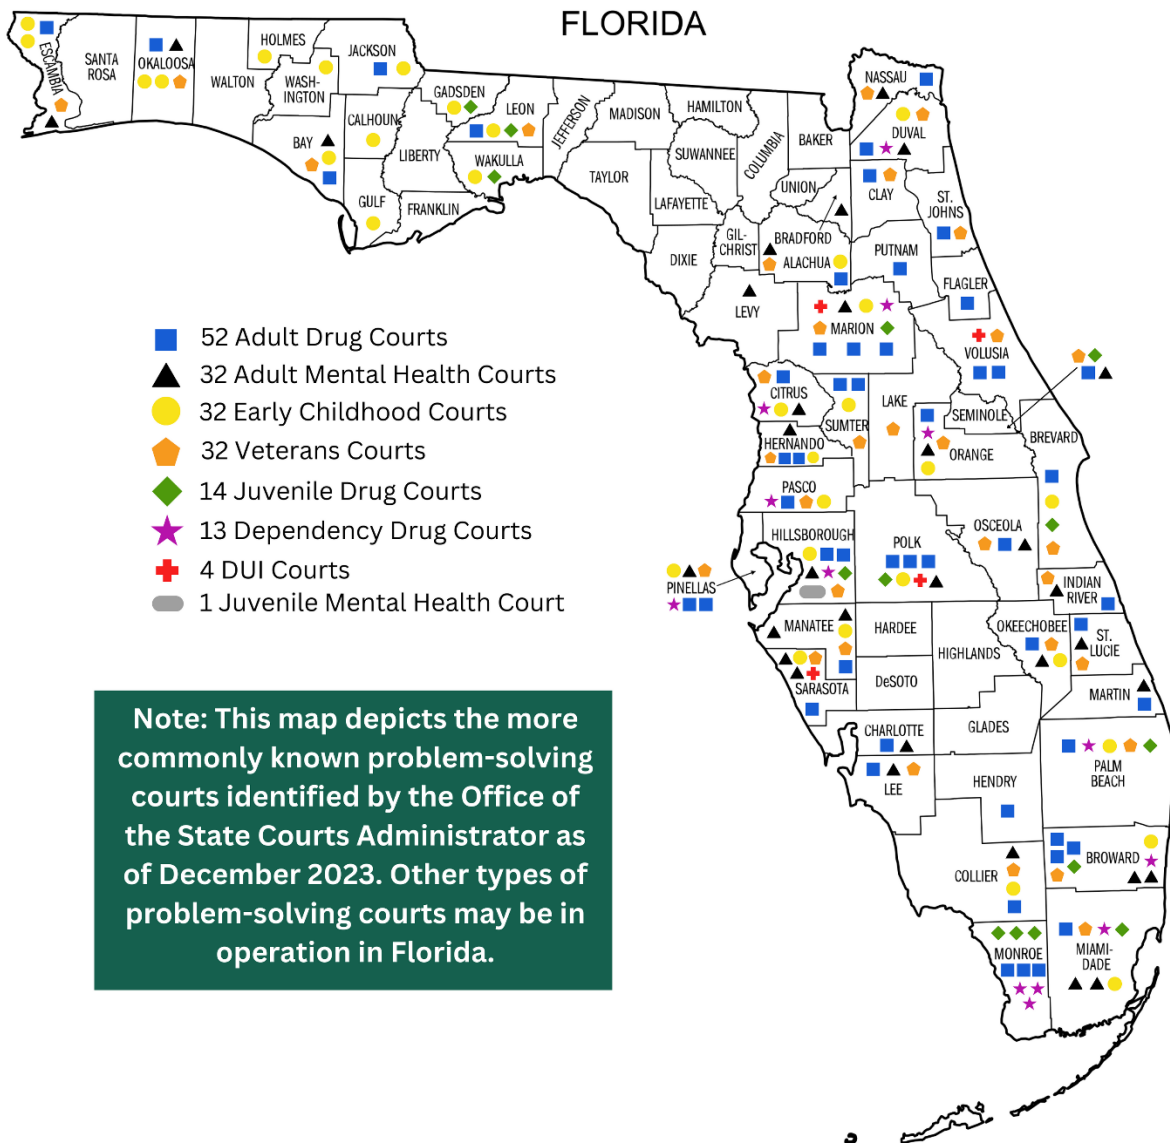 FLORIDA
ESCAMBIA
SANTA
ROSA
OKALOOSA
WALTON
HOLMES
WASH-
INGTON
JACKSON
BAY
CALHOUN
GULF
GADSDEN
LIBERTY
FRANKLIN
LEON
WAKULLA
JEFFERSON
MADISON
TAYLOR
HAMILTON
SUWANNEE
LAFAYETTE
DIXIE
COLUMBIA
GIL-
CHRIST
BAKER
UNION
BRADFORD
ALACHUA
LEVY
NASSAU
DUVAL
CLAY
ST.
JOHNS
PUTNAM
FLAGLER
MARION
VOLUSIA
CITRUS
SUMTER
LAKE
SEMINOLE
ORANGE
BREVARD
HERNANDO
PASCO
HILLSBOROUGH
POLK
OSCEOLA
PINELLAS
INDIAN
RIVER
MANATEE
HARDEE
HIGHLANDS
OKEECHOBEE
ST.
LUCIE
SARASOTA
DeSOTO
MARTIN
CHARLOTTE
GLADES
LEE
HENDRY
PALM
BEACH
COLLIER
BROWARD
MONROE
MIAMI-
DADE
52 Adult Drug Courts
32 Adult Mental Health Courts
32 Early Childhood Courts
32 Veterans Courts
14 Juvenile Drug Courts
13 Dependency Drug Courts
4 DUI Courts
1 Juvenile Mental Health Court
Note: This map depicts the more
commonly known problem-solving
courts identified by the Office of
the State Courts Administrator as
of December 2023. Other types of
problem-solving courts may be in
operation in Florida.